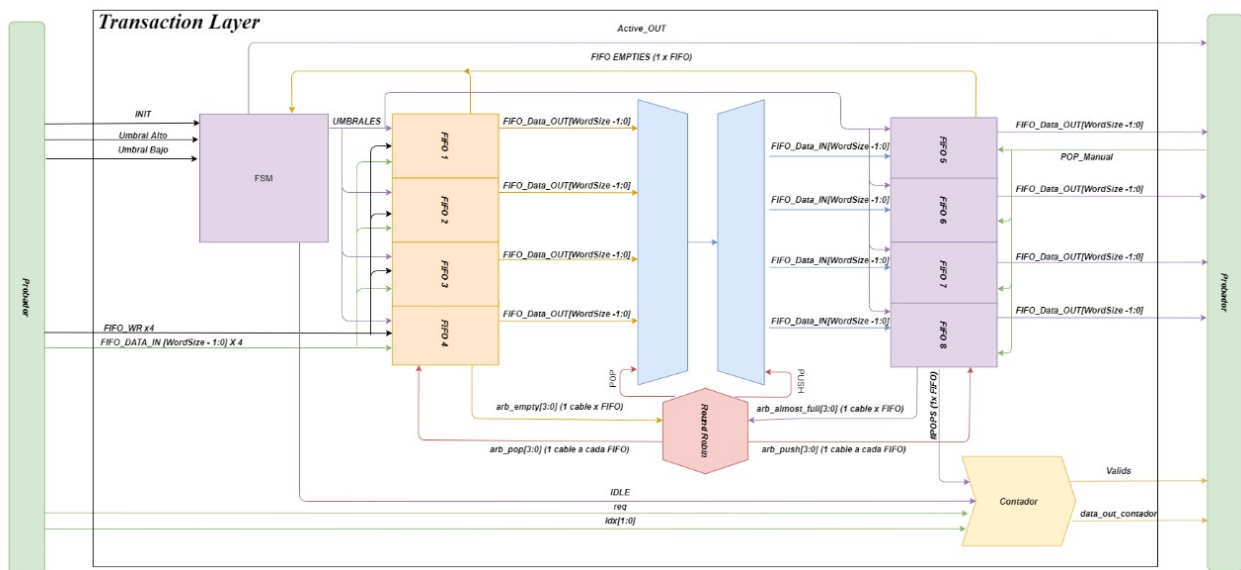 Transaction Layer
Active_OUT
FIFO EMPTIES (1 x FIFO)
INIT
Umbral Alto
Umbral Bajo
FSM
UMBRALES
FIFO 1
FIFO 2
FIFO 3
FIFO 4
FIFO_Data_OUT[WordSize -1:0]
FIFO_Data_OUT[WordSize -1:0]
FIFO_Data_OUT[WordSize -1:0]
FIFO_Data_OUT[WordSize -1:0]
FIFO_Data_IN[WordSize -1:0]
FIFO_Data_IN[WordSize -1:0]
FIFO_Data_IN[WordSize -1:0]
FIFO_Data_IN[WordSize -1:0]
FIFO 5
FIFO 6
FIFO 7
FIFO 8
FIFO_Data_OUT[WordSize -1:0]
POP_Manual
FIFO_Data_OUT[WordSize -1:0]
FIFO_Data_OUT[WordSize -1:0]
FIFO_Data_OUT[WordSize -1:0]
Probador
Probador
FIFO_WR x4
FIFO_DATA_IN [WordSize - 1:0] X 4
POP
PUSH
Round Robin
arb_empty[3:0] (1 cable x FIFO)
arb_almost_full[3:0] (1 cable x FIFO)
arb_pop[3:0] (1 cable a cada FIFO)
arb_push[3:0] (1 cable a cada FIFO)
#POPS (1x FIFO)
Contador
Valids
data_out_contador
IDLE
req
Idx[1:0]